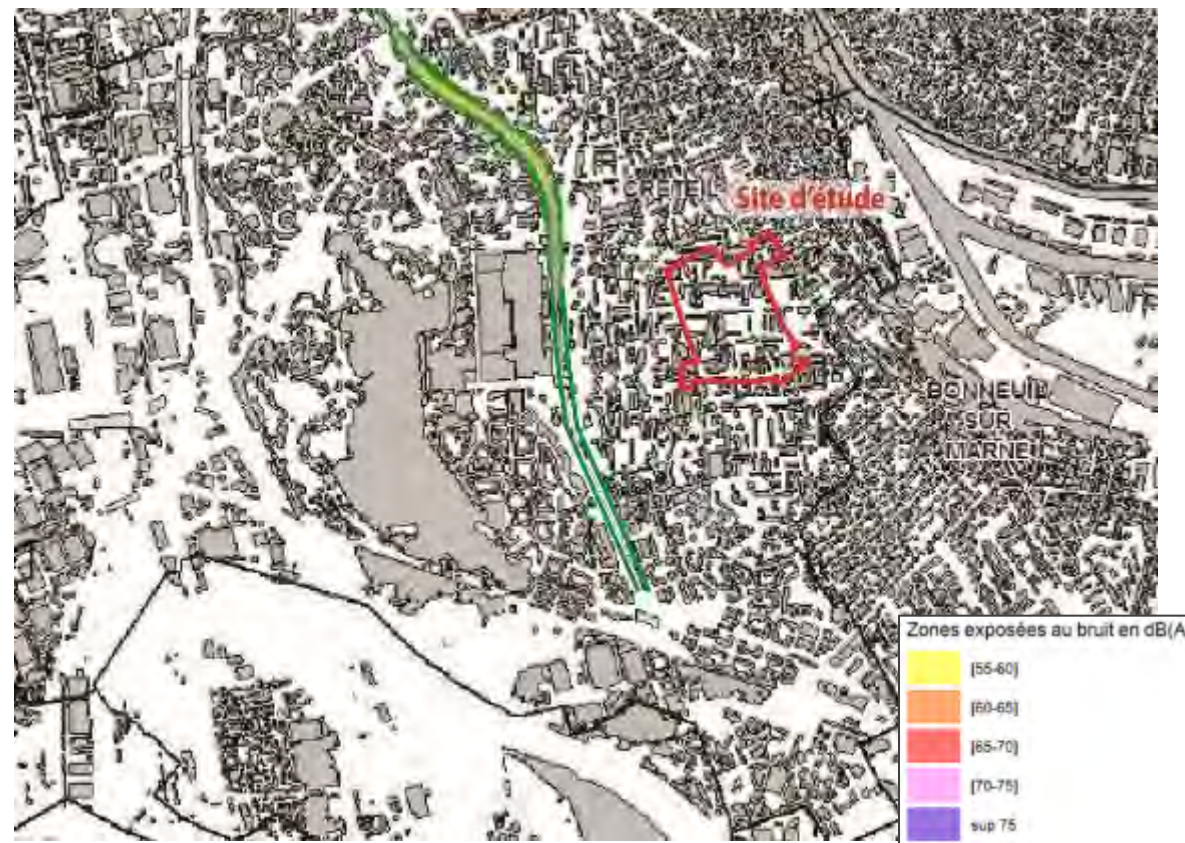 CRETEIL
Site d'étude
BONNEUIL
SUR
MARNE
Zones exposées au bruit en dB(A
[55-60]
[60-65]
[65-70]
[70-75]
sup 75